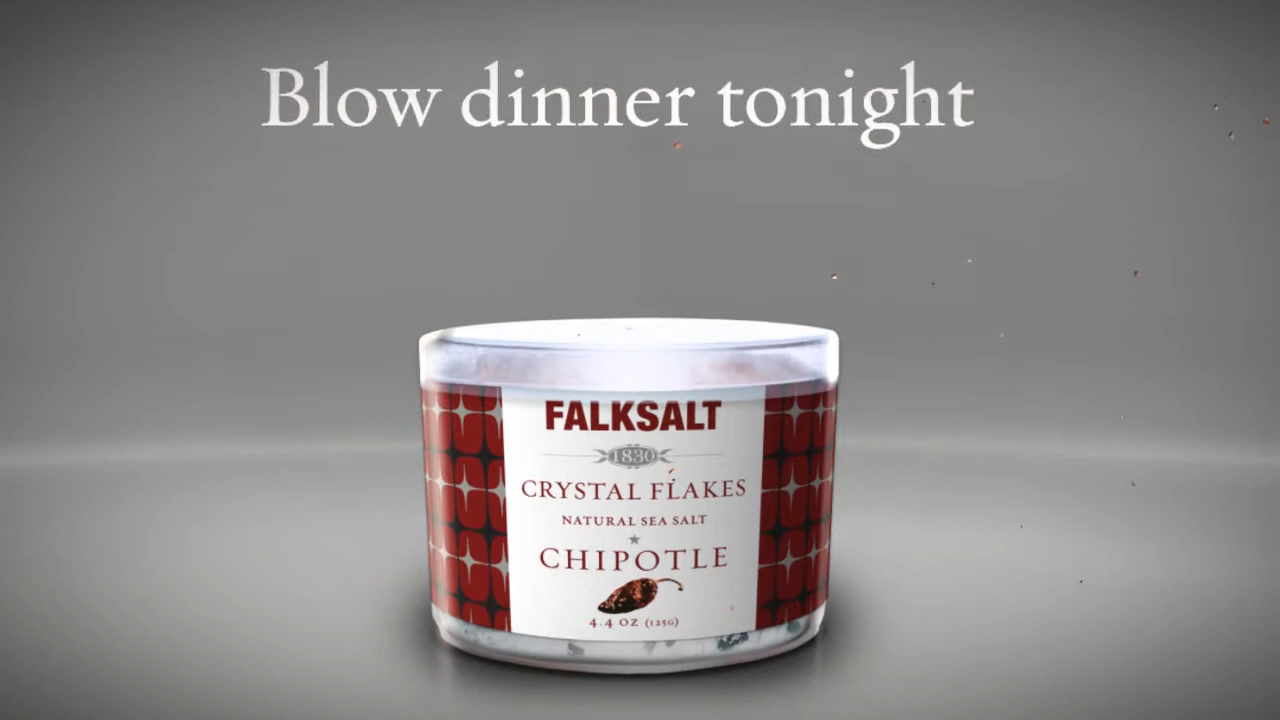 Blow dinner tonight
FALKSALT
1830
CRYSTAL FLAKES
NATURAL SEA SALT
CHIPOTLE
4.4 OZ (125G)